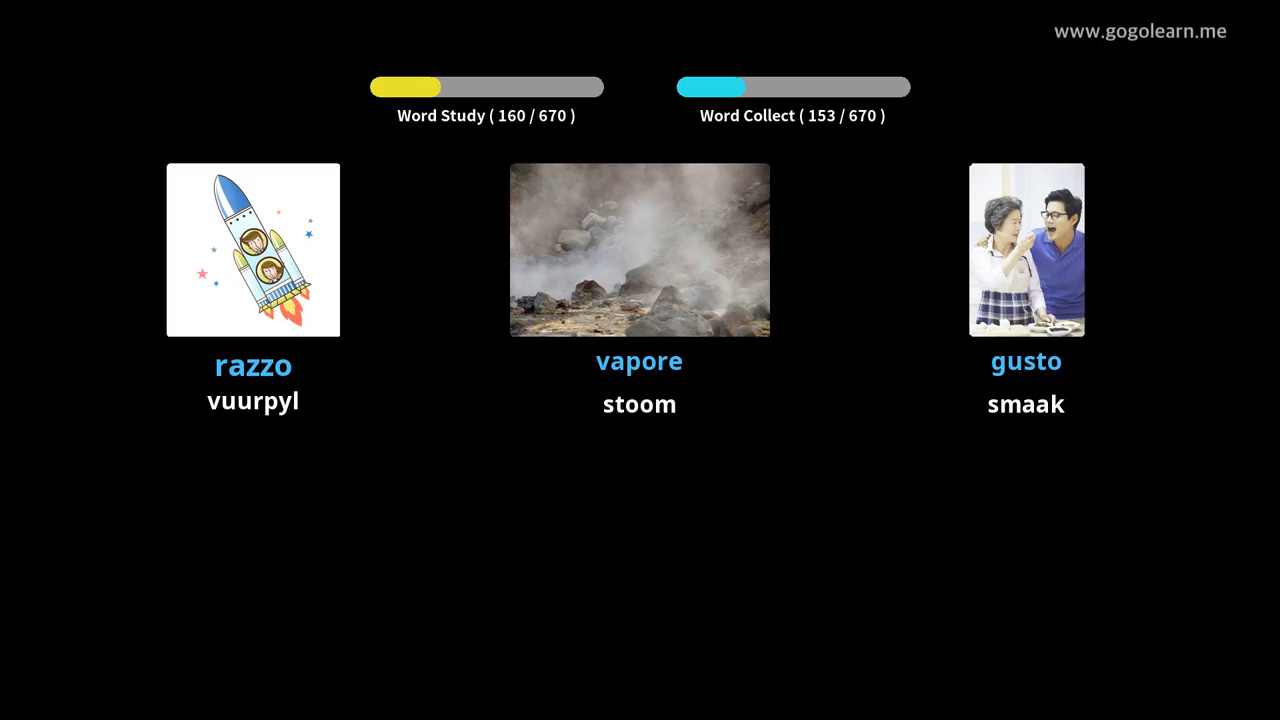 www.gogolearn.me
Word Study ( 160 / 670 )
Word Collect ( 153 / 670 )
razzo
vuurpyl
vapore
stoom
gusto
smaak